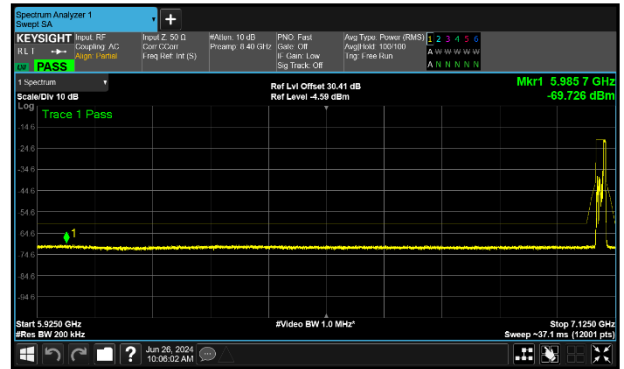 Spectrum Analyzer 1
Swept SA
+
KEYSIGHT
RL T
LXI PASS
Input: RF
Coupling: AC
Align: Partial
Input Z: 50 Ω
Corr CCorr
Freq Ref: Int (S)
#Atten: 10 dB
Preamp: 8.40 GHz
PNO: Fast
Gate: Off
IF Gain: Low
Sig Track: Off
Avg Type: Power (RMS)
Avg|Hold: 100/100
Trig: Free Run
1 2 3 4 5 6
A W W W W W
A N N N N N
1 Spectrum
Scale/Div 10 dB
Log
Ref Lvl Offset 30.41 dB
Ref Level -4.59 dBm
Mkr1 5.985 7 GHz
-69.726 dBm
Trace 1 Pass
-14.6
-24.6
-34.6
-44.6
-54.6
-64.6
-74.6
-84.6
-94.6
1
Start 5.9250 GHz
#Res BW 200 kHz
#Video BW 1.0 MHz*
Stop 7.1250 GHz
Sweep ~37.1 ms (12001 pts)
?
Jun 26, 2024
10:06:02 AM